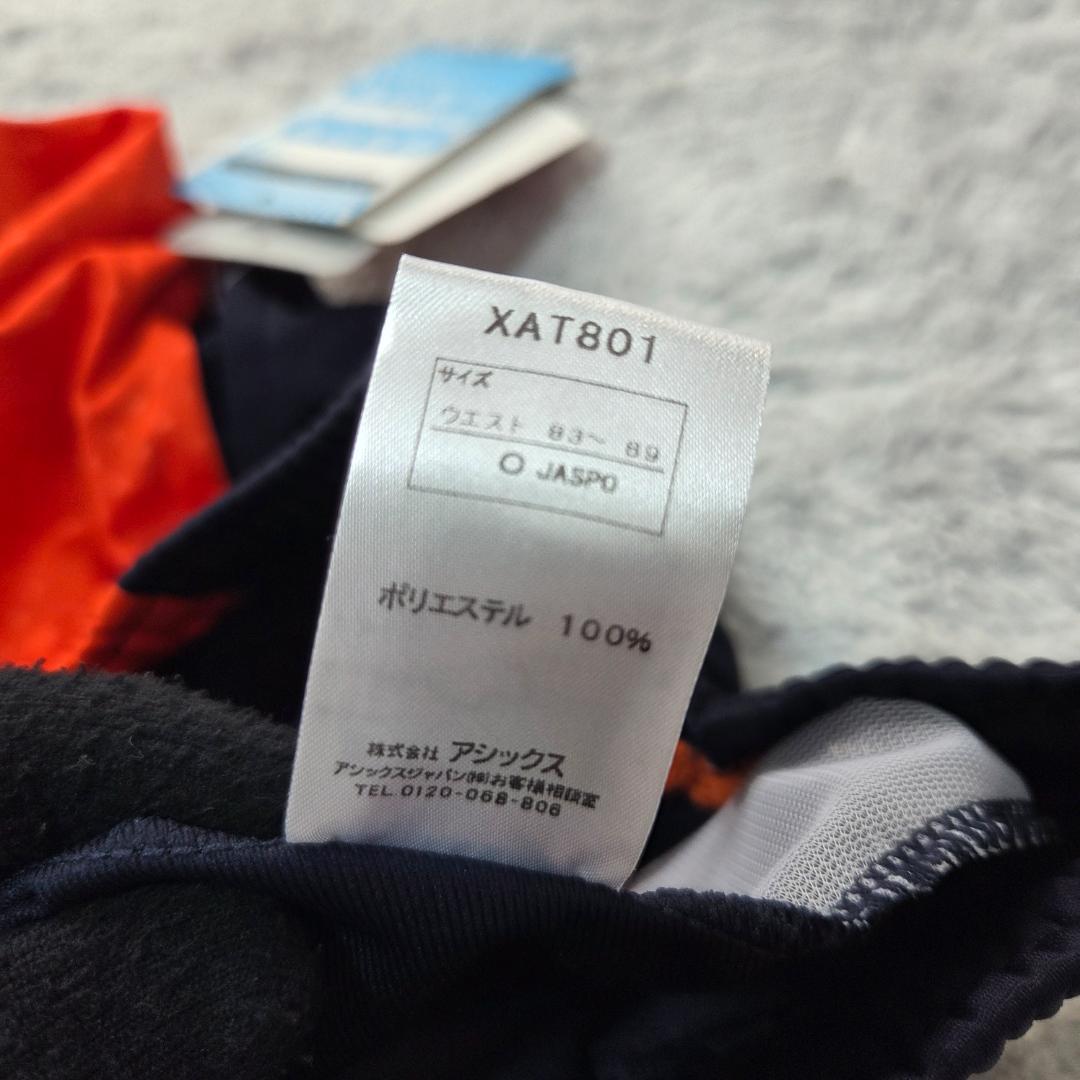 XAT801
サイズ
ウエスト 83～ 89
O JASPO
ポリエステル 100%
株式会社 アシックス
アシックスジャパン(株)お客様相談室
TEL.0120-068-806